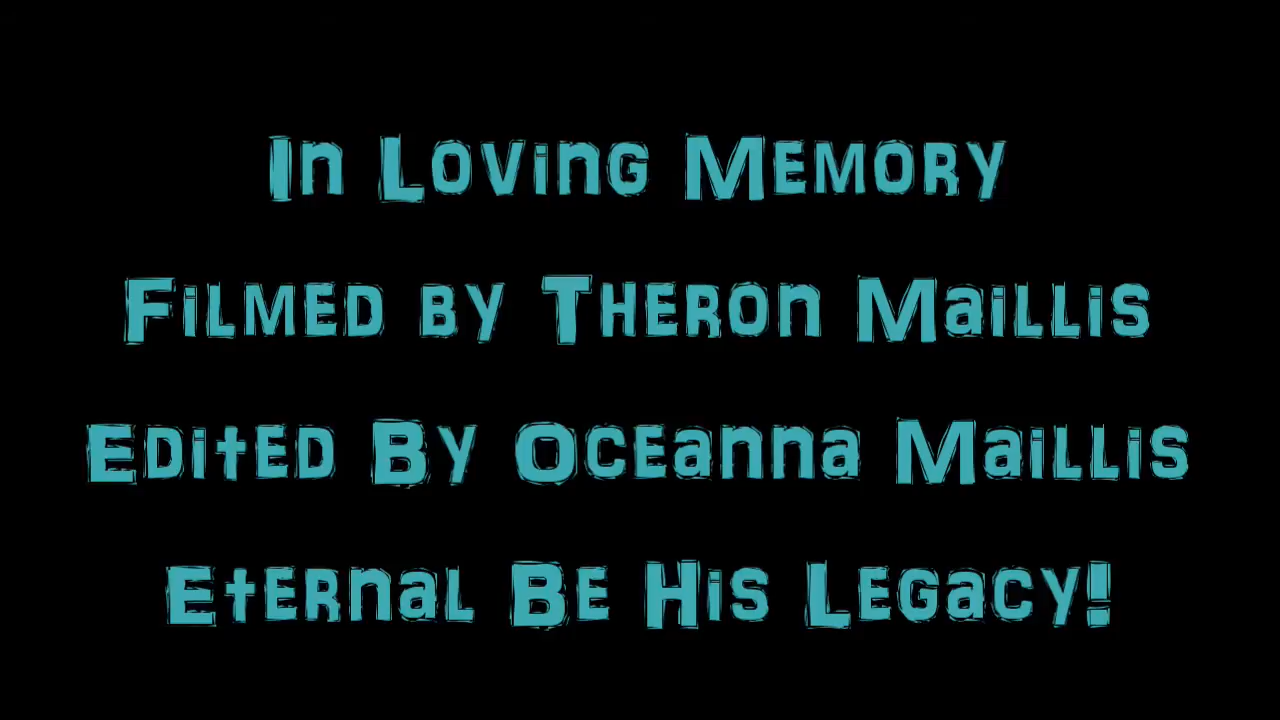 In Loving Memory
Filmed by Theron Maillis
Edited By Oceanna Maillis
Eternal Be His Legacy!